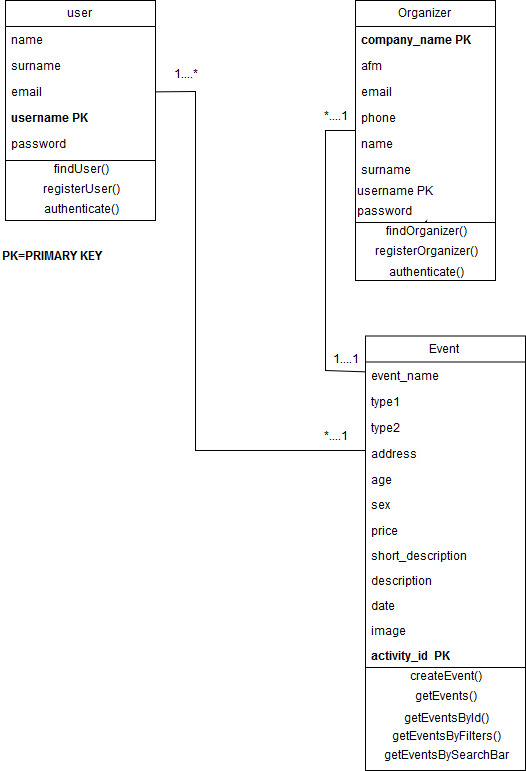 user
name
surname
email
username PK
password
findUser()
registerUser()
authenticate()
PK=PRIMARY KEY
1....*
Organizer
company_name PK
afm
email
phone
name
surname
username PK
password
findOrganizer()
registerOrganizer()
authenticate()
*....1
1....1
*....1
Event
event_name
type1
type2
address
age
sex
price
short_description
description
date
image
activity_id PK
createEvent()
getEvents()
getEventsById()
getEventsByFilters()
getEventsBySearchBar